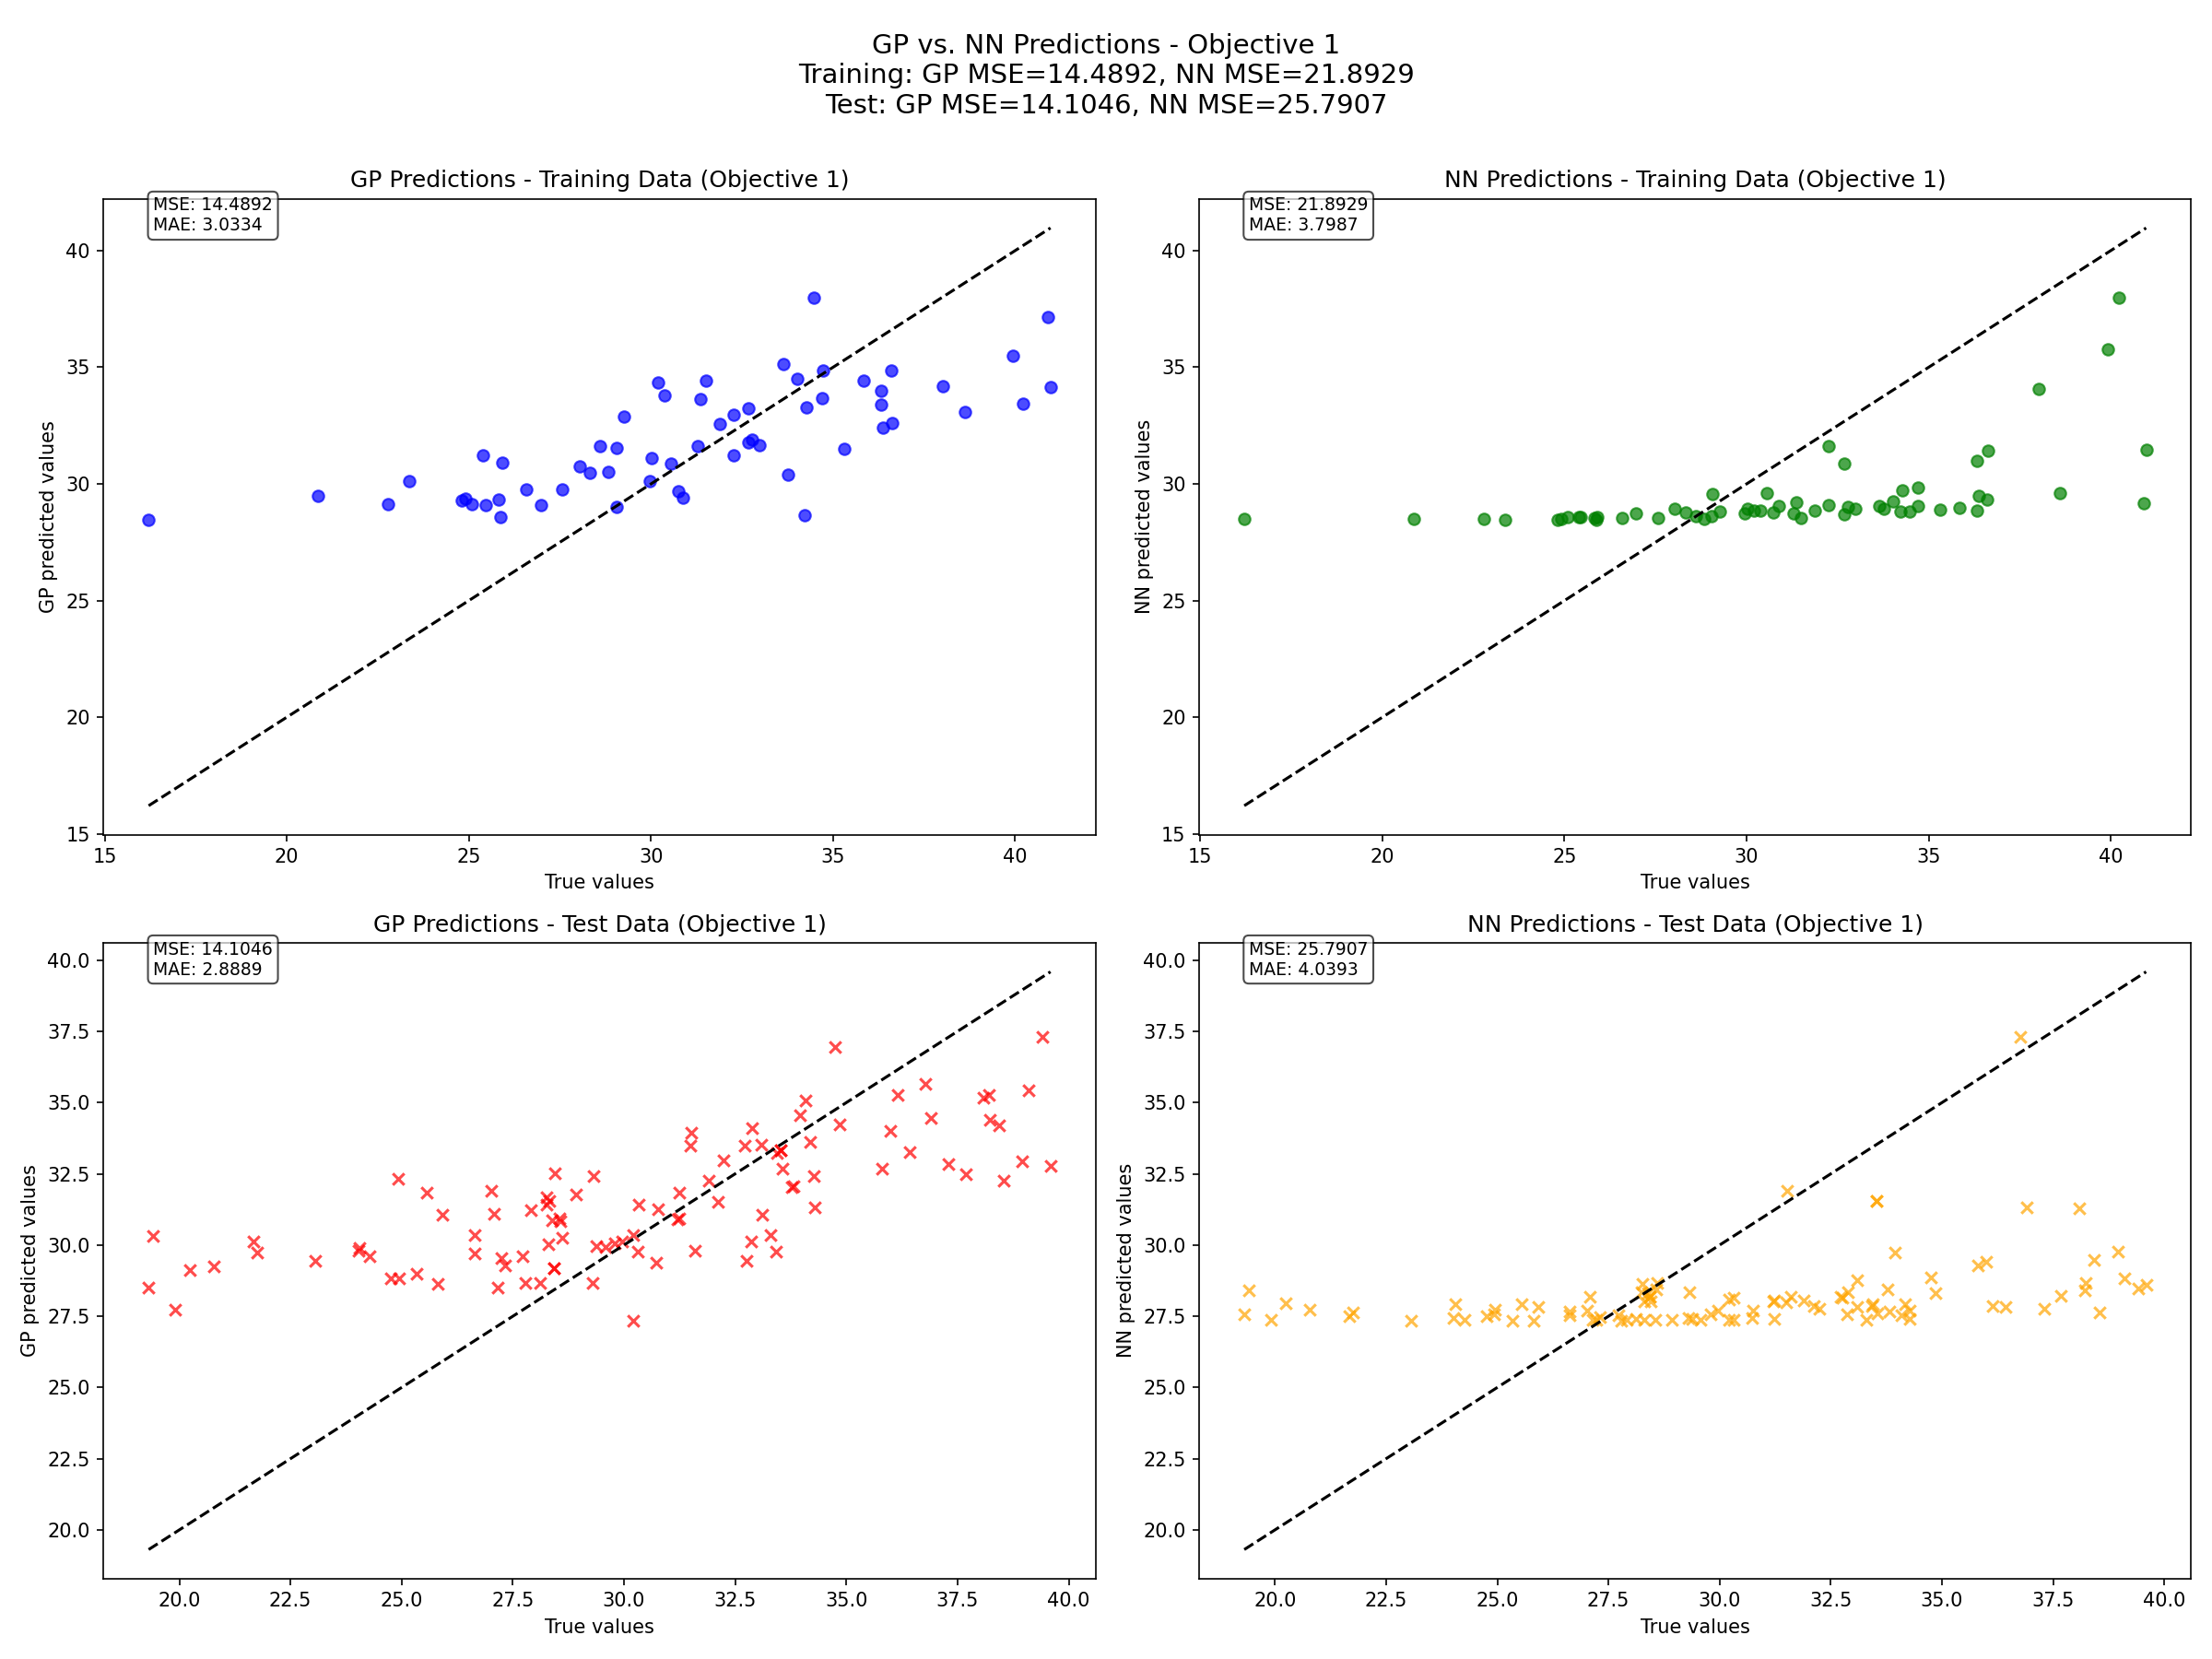 GP vs. NN Predictions - Objective 1
Training: GP MSE=14.4892, NN MSE=21.8929
Test: GP MSE=14.1046, NN MSE=25.7907
GP Predictions - Training Data (Objective 1)
MSE: 14.4892
MAE: 3.0334
GP predicted values
40
35
30
25
20
15
15 20 25 30 35 40
True values
NN Predictions - Training Data (Objective 1)
MSE: 21.8929
MAE: 3.7987
NN predicted values
40
35
30
25
20
15
15 20 25 30 35 40
True values
GP Predictions - Test Data (Objective 1)
MSE: 14.1046
MAE: 2.8889
GP predicted values
40.0
37.5
35.0
32.5
30.0
27.5
25.0
22.5
20.0
20.0 22.5 25.0 27.5 30.0 32.5 35.0 37.5 40.0
True values
NN Predictions - Test Data (Objective 1)
MSE: 25.7907
MAE: 4.0393
NN predicted values
40.0
37.5
35.0
32.5
30.0
27.5
25.0
22.5
20.0
20.0 22.5 25.0 27.5 30.0 32.5 35.0 37.5 40.0
True values